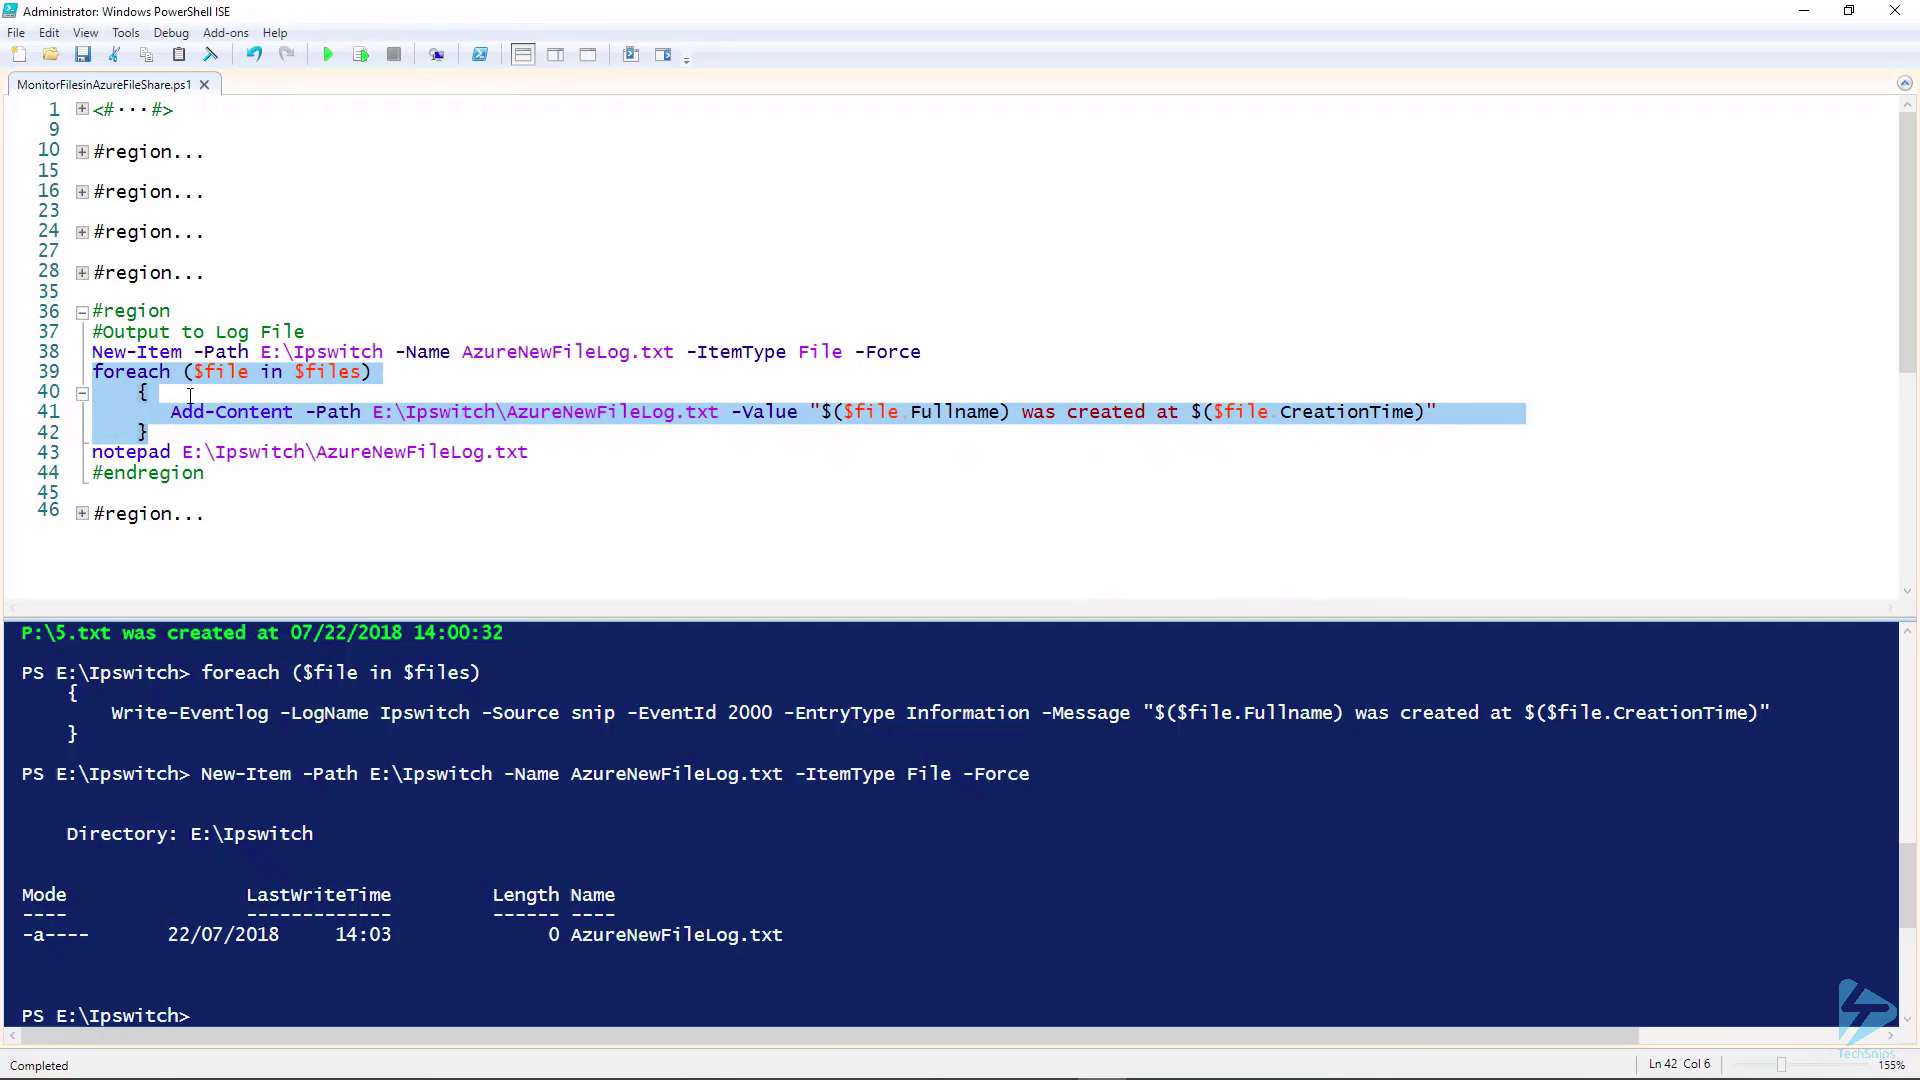 Administrator: Windows PowerShell ISE
File Edit View Tools Debug Add-ons Help
MonitorFilesinAzureFileShare.ps1
1 <#···#>
9
10 #region...
15
16 #region...
23
24 #region...
27
28 #region...
35
36 #region
37 #Output to Log File
38 New-Item -Path E:\Ipswitch -Name AzureNewFileLog.txt -ItemType File -Force
39 foreach ($file in $files)
40 {
41 Add-Content -Path E:\Ipswitch\AzureNewFileLog.txt -Value "$($file.Fullname) was created at $($file.CreationTime)"
42 }
43 notepad E:\Ipswitch\AzureNewFileLog.txt
44 #endregion
45
46 #region...
P:\5.txt was created at 07/22/2018 14:00:32
PS E:\Ipswitch> foreach ($file in $files)
{
Write-Eventlog -LogName Ipswitch -Source snip -EventId 2000 -EntryType Information -Message "$($file.Fullname) was created at $($file.CreationTime)"
}
PS E:\Ipswitch> New-Item -Path E:\Ipswitch -Name AzureNewFileLog.txt -ItemType File -Force
Directory: E:\Ipswitch
Mode LastWriteTime Length Name
---- ------------- ------ ----
-a---- 22/07/2018 14:03 0 AzureNewFileLog.txt
PS E:\Ipswitch>
TechSnips
Completed Ln 42 Col 6 155%